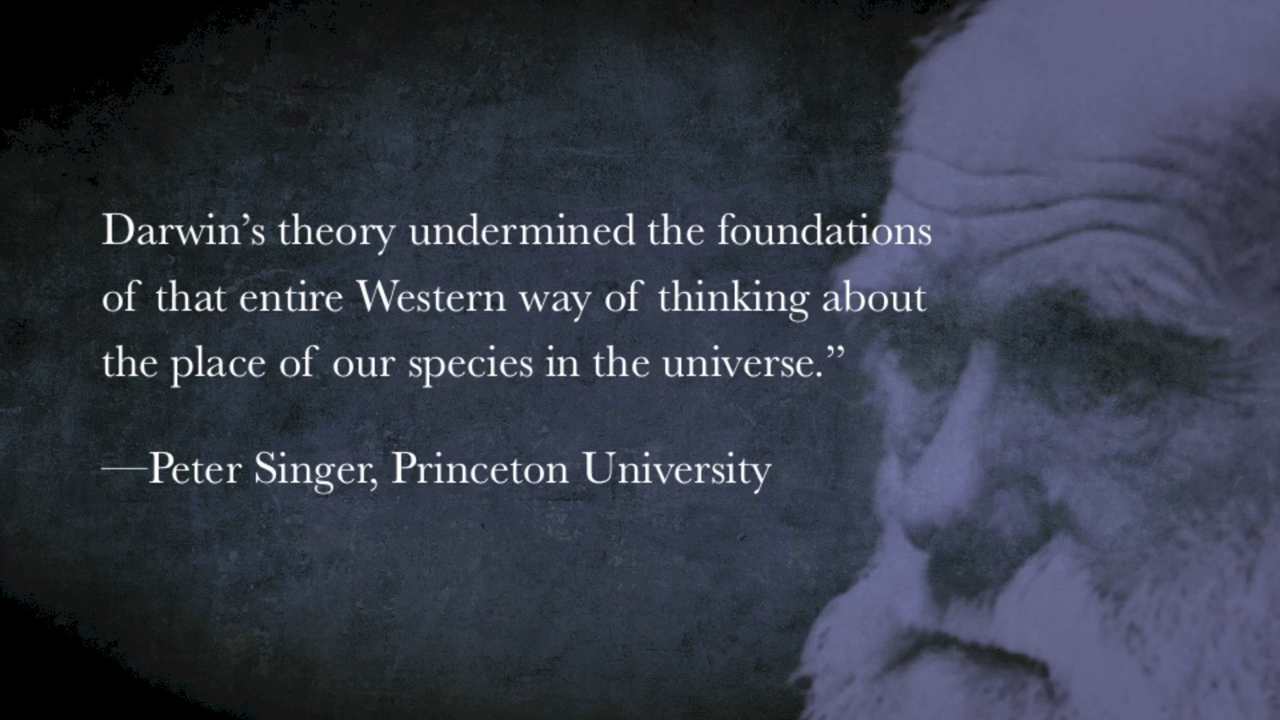 Darwin’s theory undermined the foundations
of that entire Western way of thinking about
the place of our species in the universe.”
—Peter Singer, Princeton University